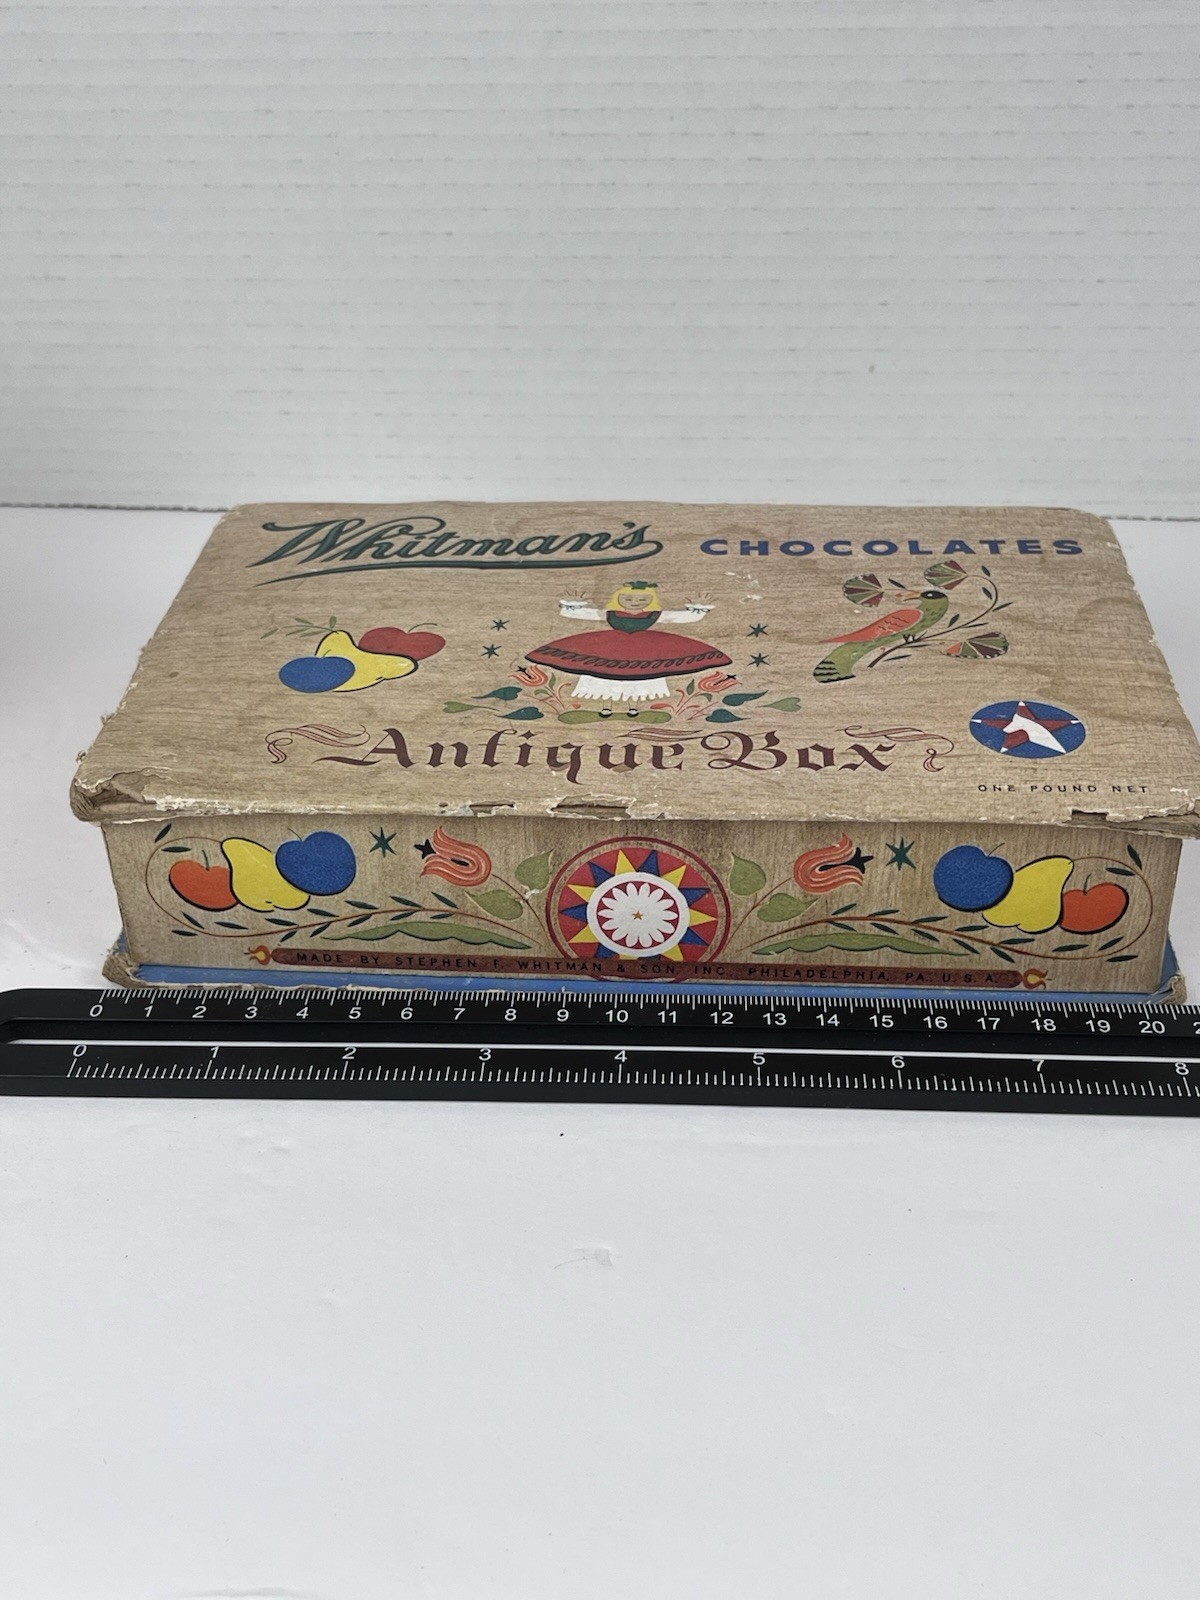 Whitman's CHOCOLATES
Antique Box
ONE POUND NET
MADE BY STEPHEN F. WHITMAN & SON, INC., PHILADELPHIA, PA., U. S. A.
0 1 2 3 4 5 6 7 8 9 10 11 12 13 14 15 16 17 18 19 20
0 1 2 3 4 5 6 7 8